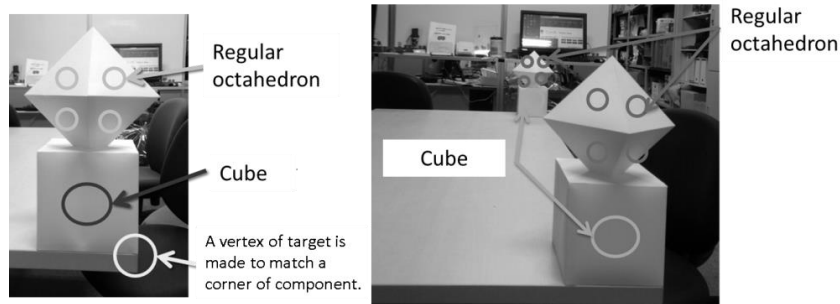 Regular
octahedron
Cube
A vertex of target is
made to match a
corner of component.
Regular
octahedron
Cube